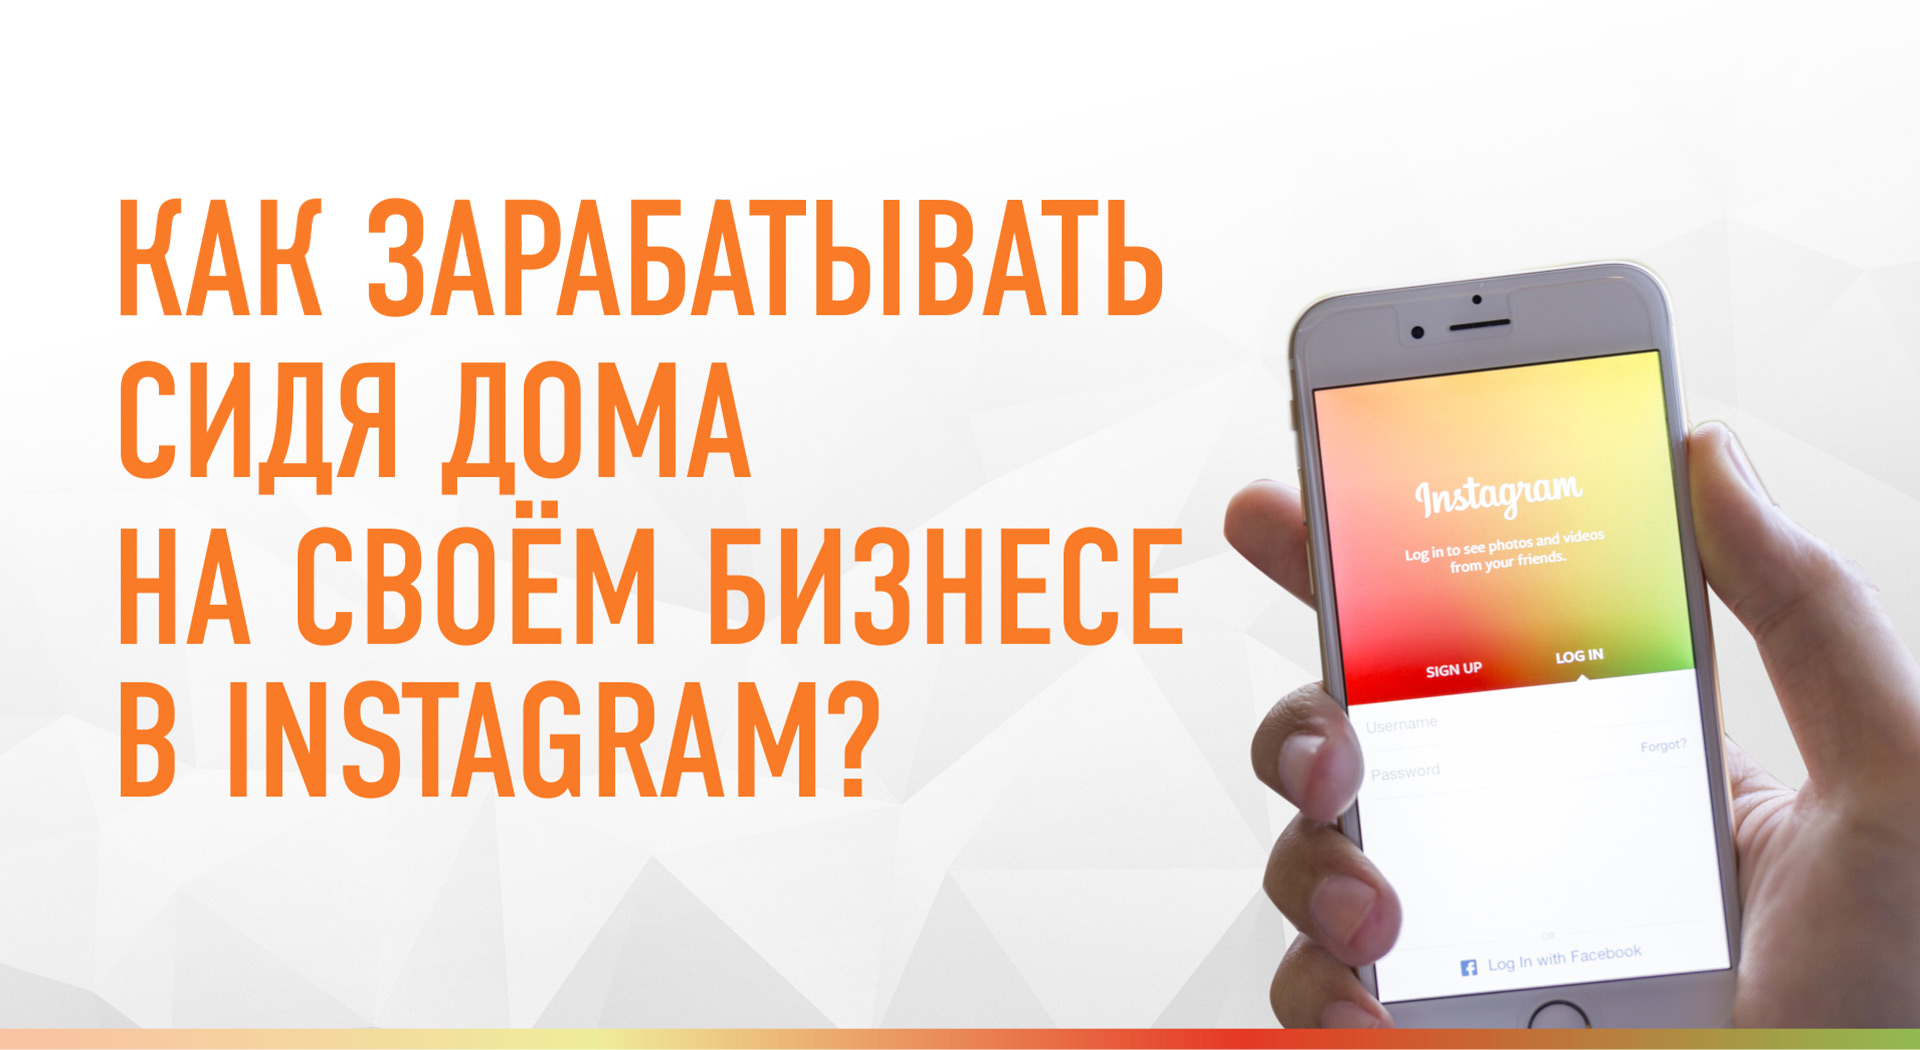 КАК ЗАРАБАТЫВАТЬ
СИДЯ ДОМА
НА СВОЁМ БИЗНЕСЕ
В INSTAGRAM?
Instagram
Log in to see photos and videos
from your friends.
SIGN UP
LOG IN
Username
Forgot?
Password
OR
Log In with Facebook